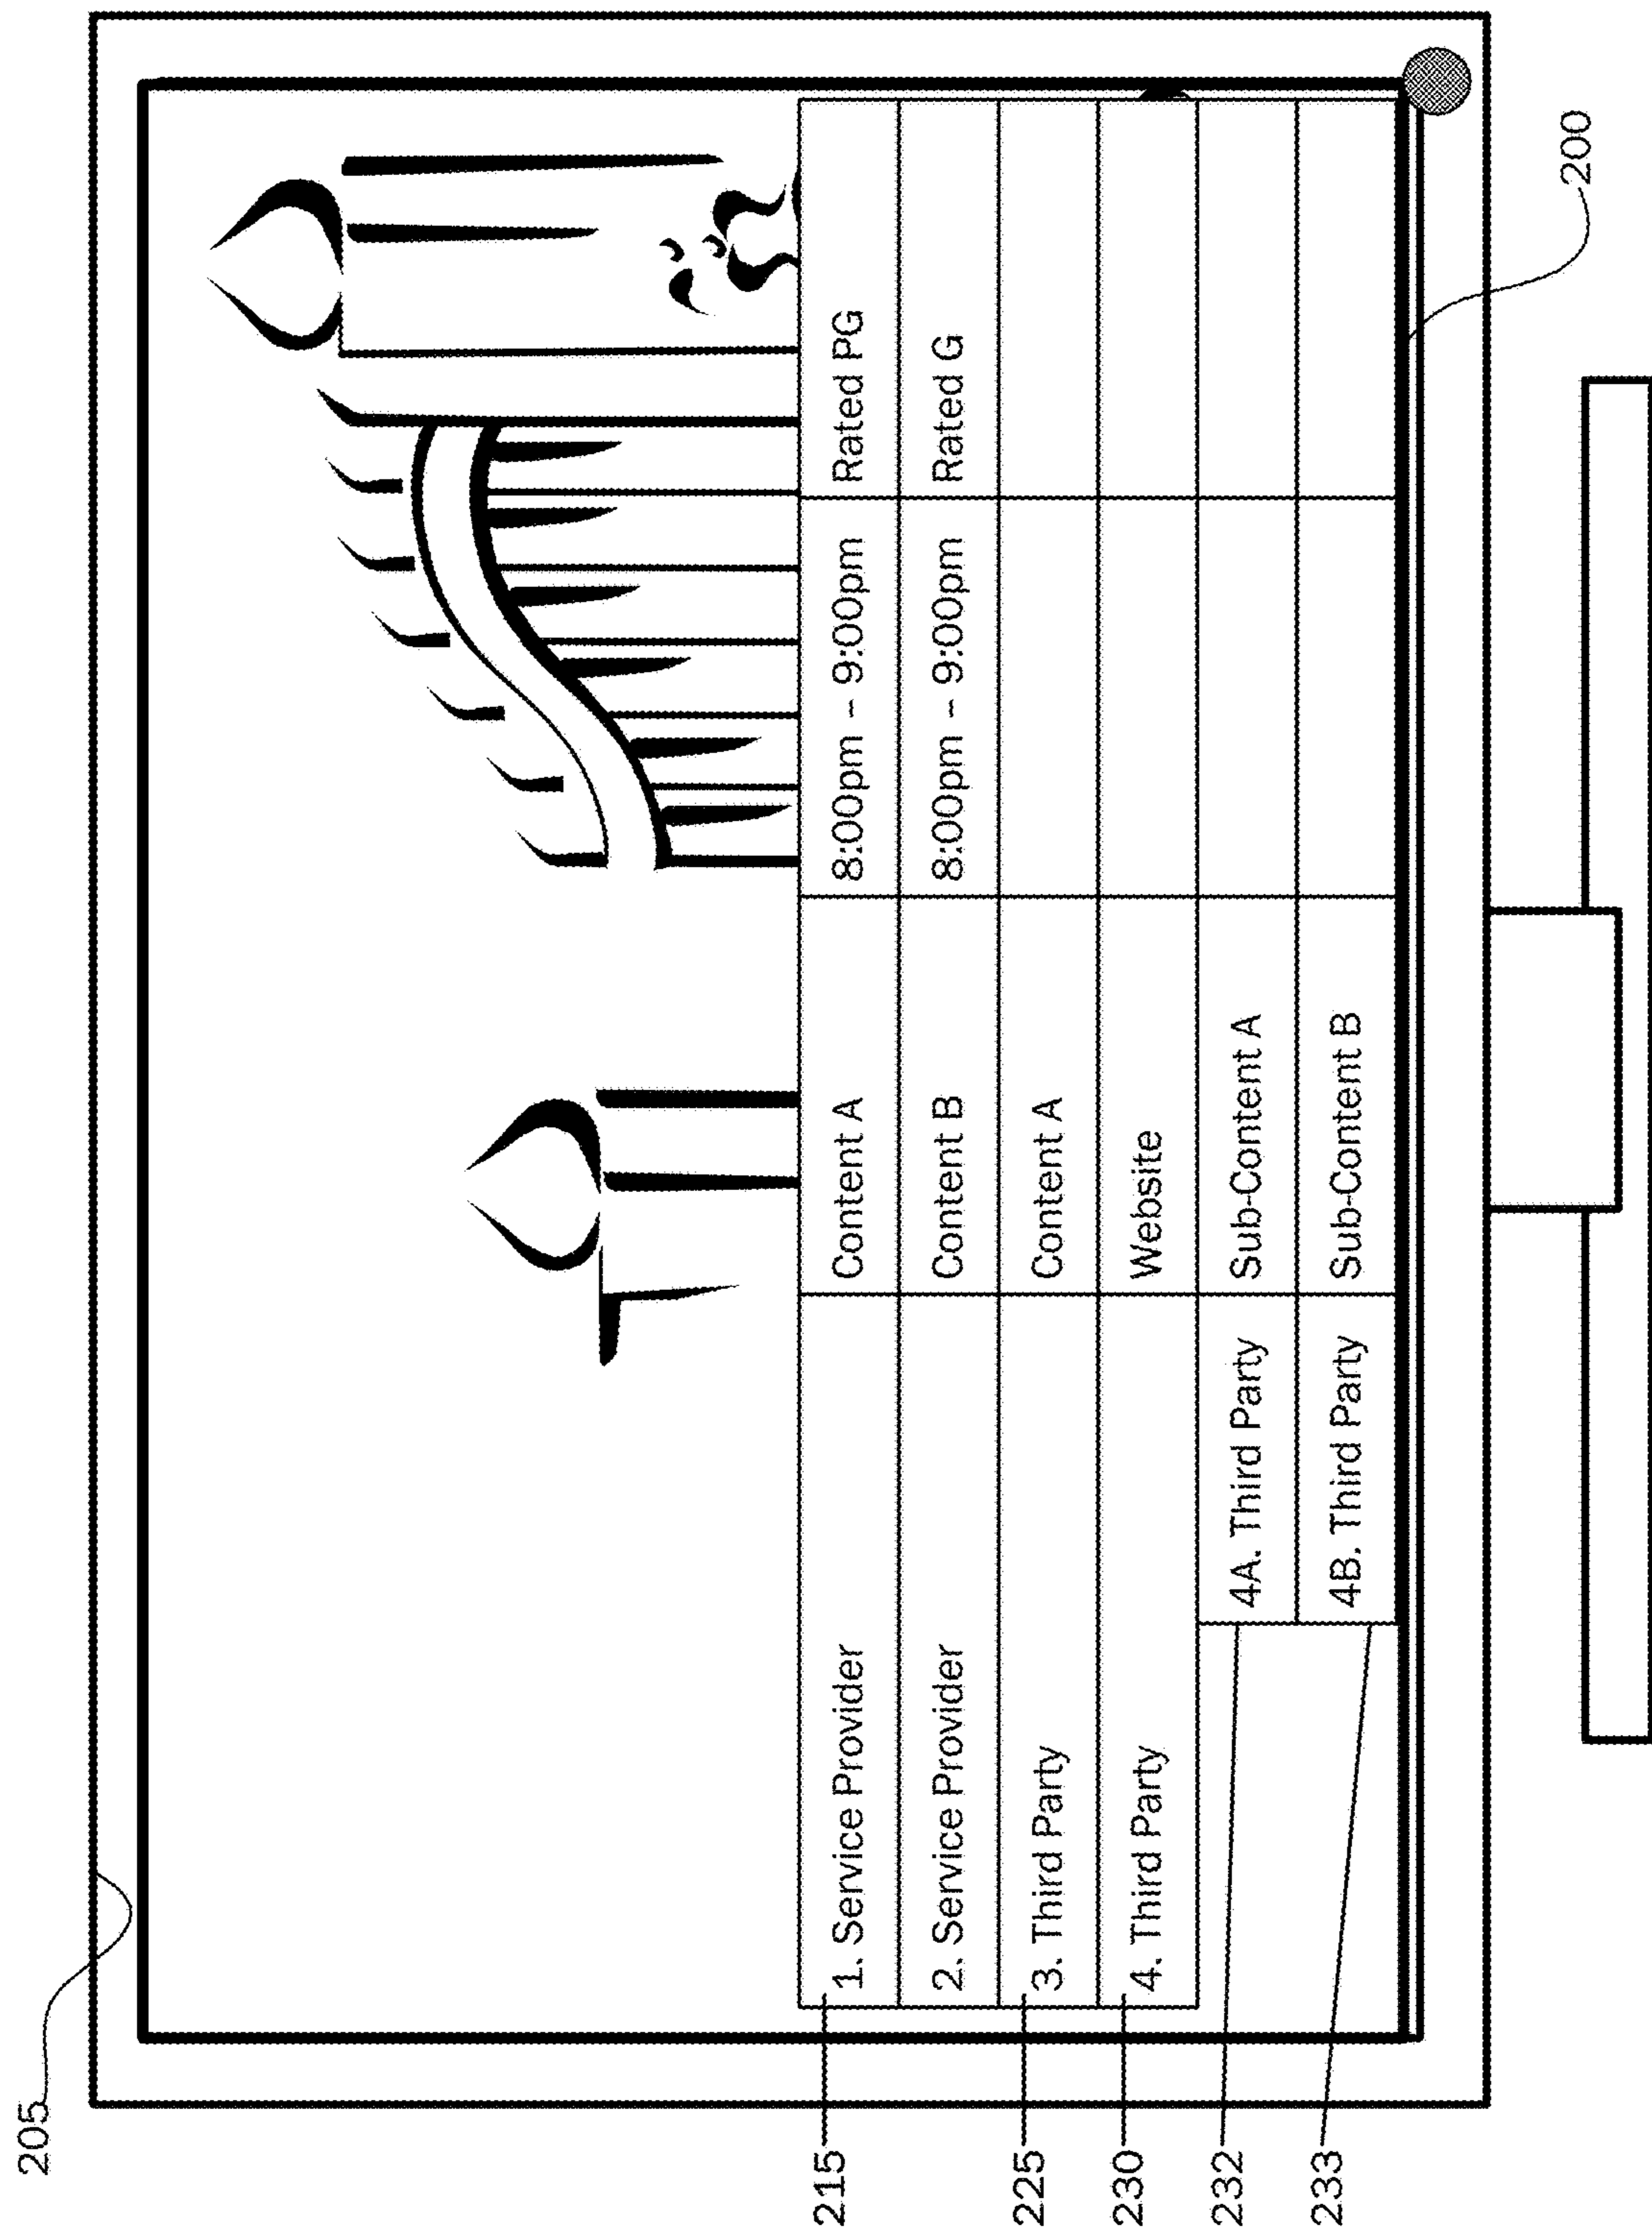 205
215 1. Service Provider Content A 8:00pm – 9:00pm Rated PG
2. Service Provider Content B 8:00pm – 9:00pm Rated G
225 3. Third Party Content A
230 4. Third Party Website
232 4A. Third Party Sub-Content A
233 4B. Third Party Sub-Content B
200